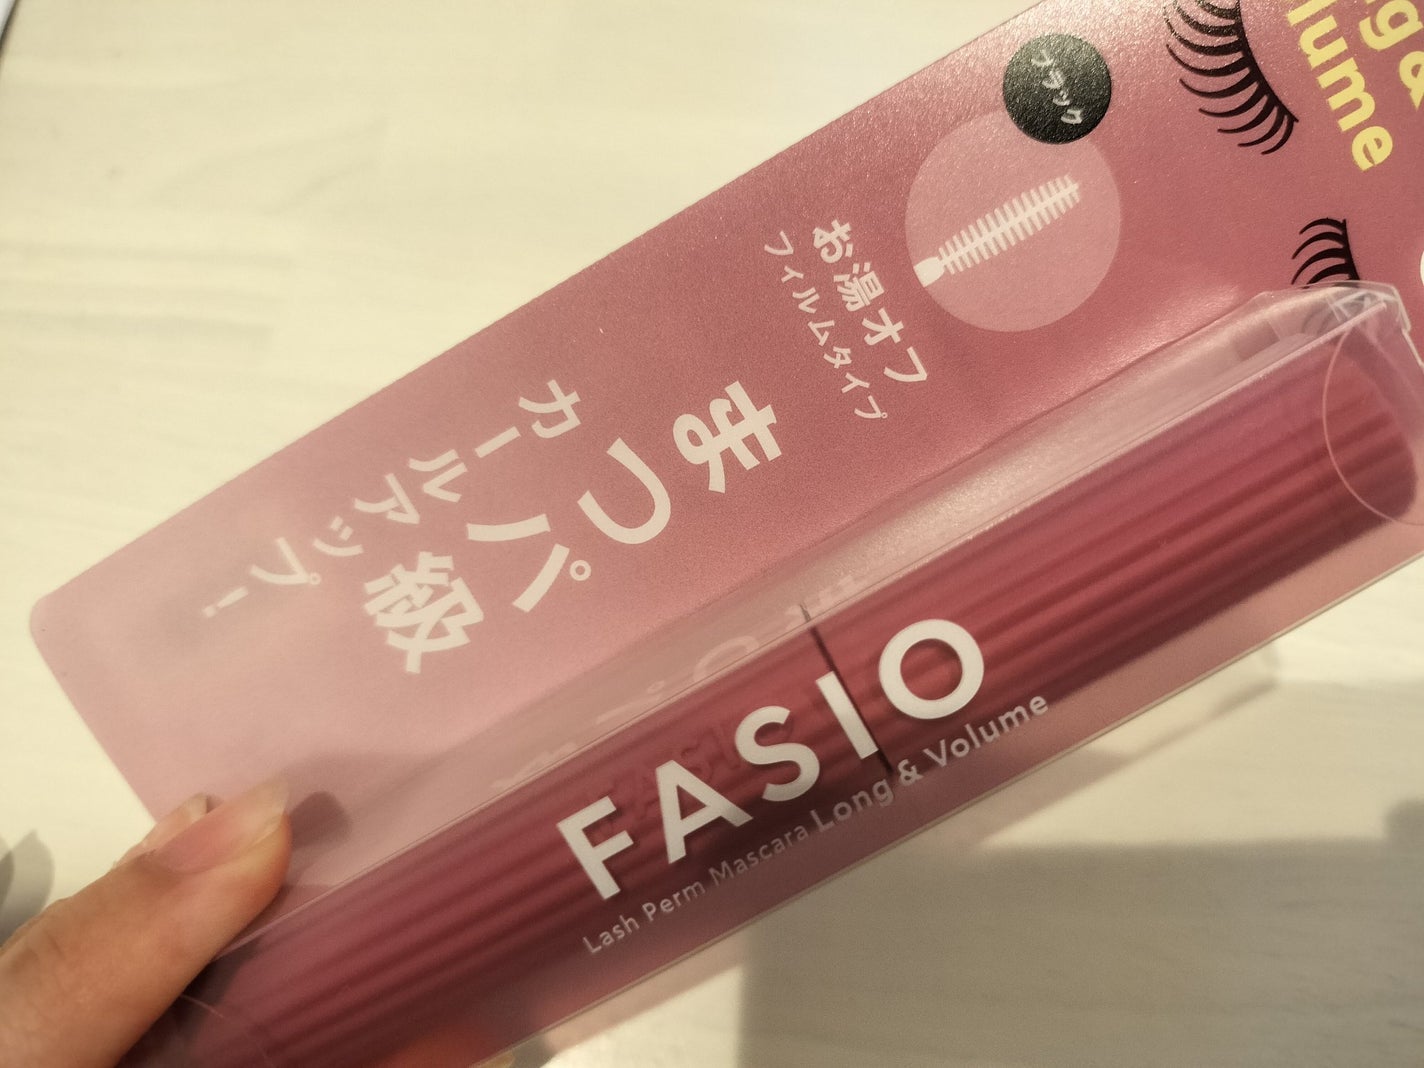 ブラック
lume
お湯オフ
フィルムタイプ
まつパ級
カールアップ!
FASIO
Lash Perm Mascara Long & Volume